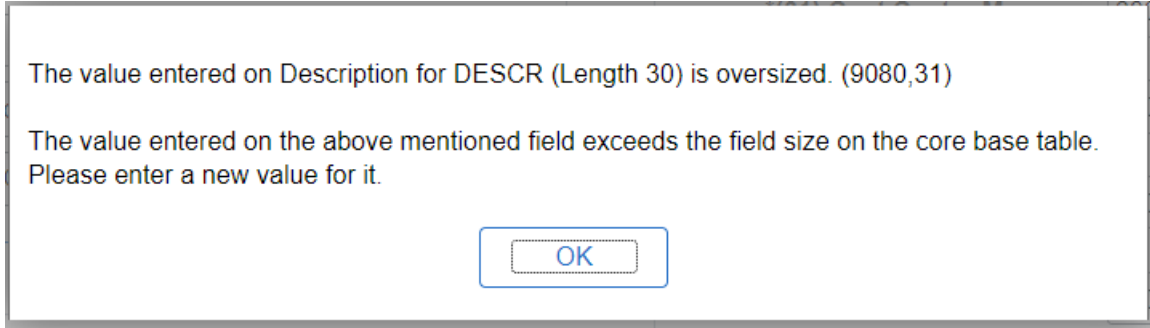 The value entered on Description for DESCR (Length 30) is oversized. (9080,31)
The value entered on the above mentioned field exceeds the field size on the core base table.
Please enter a new value for it.
OK